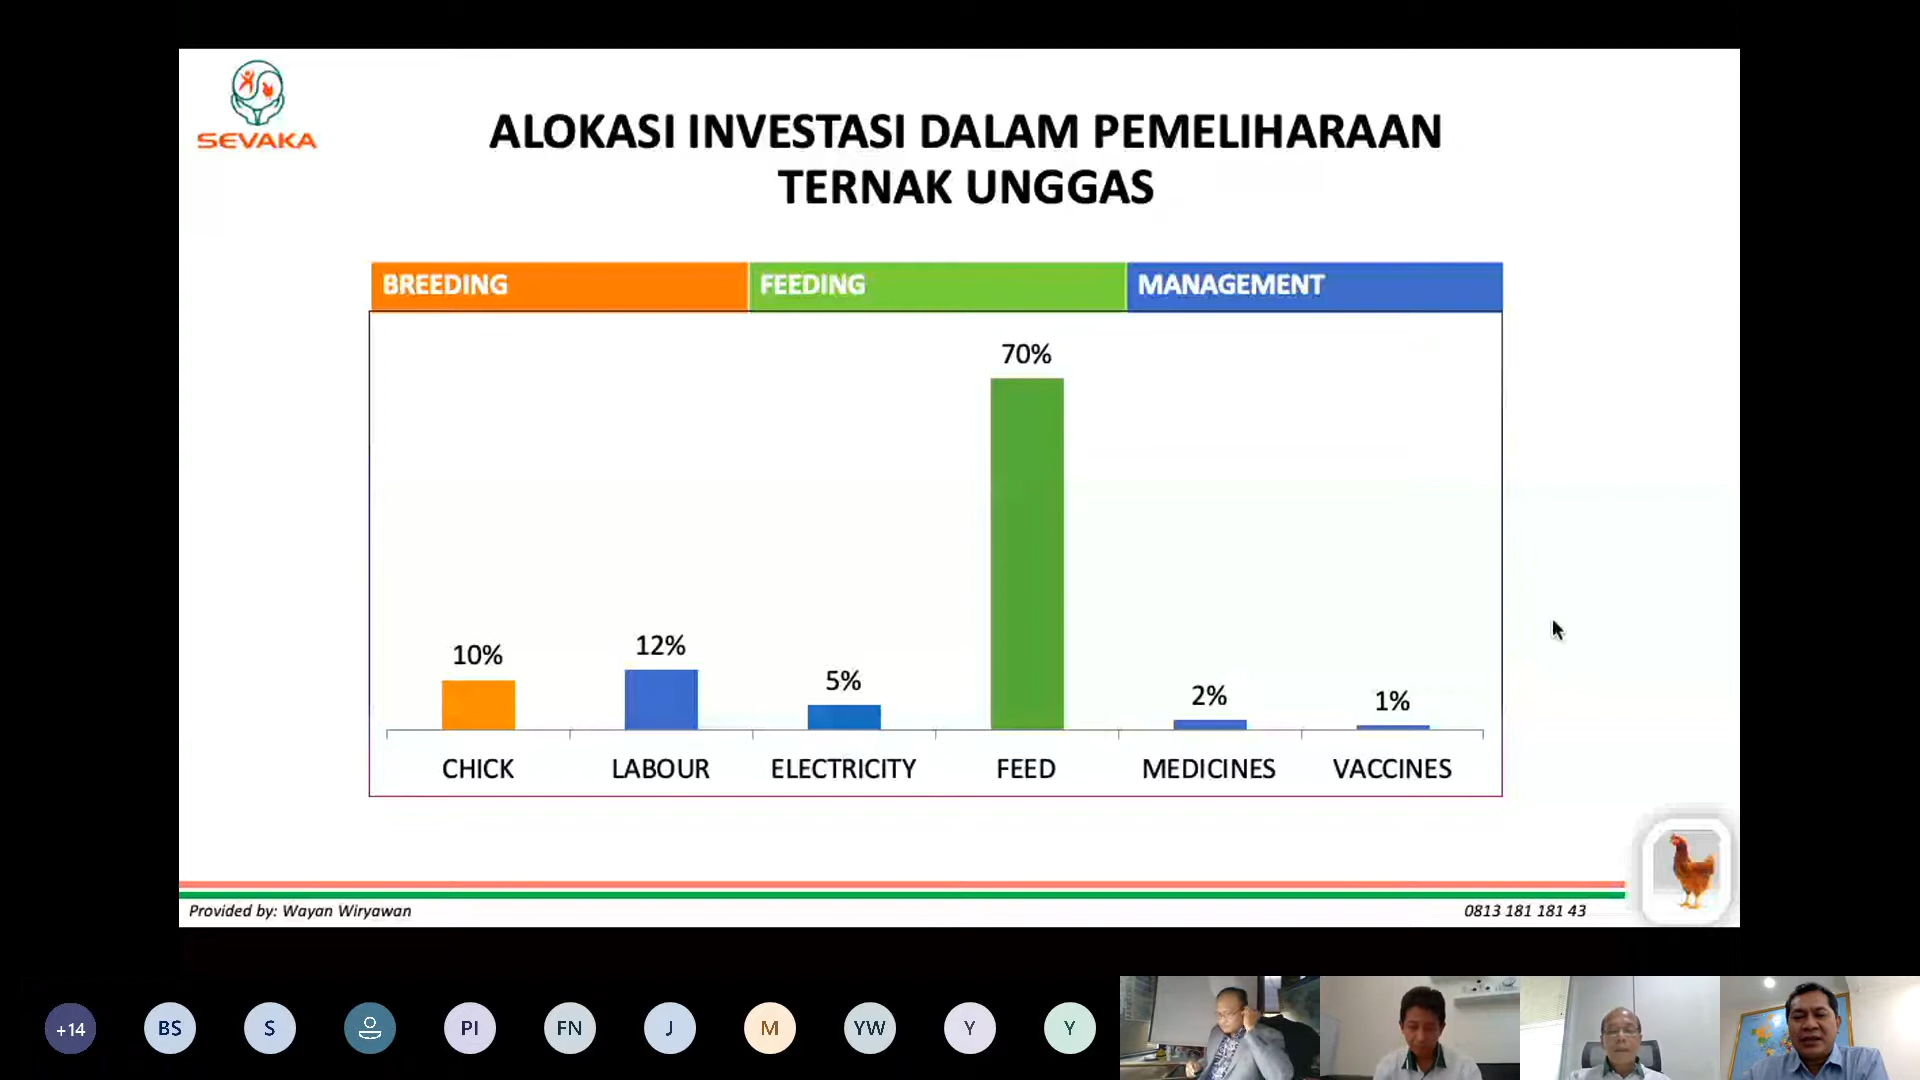 SEVAKA
ALOKASI INVESTASI DALAM PEMELIHARAAN
TERNAK UNGGAS
BREEDING
FEEDING
MANAGEMENT
10%
12%
5%
70%
2%
1%
CHICK
LABOUR
ELECTRICITY
FEED
MEDICINES
VACCINES
Provided by: Wayan Wiryawan
0813 181 181 43
+14
BS
S
PI
FN
J
M
YW
Y
Y